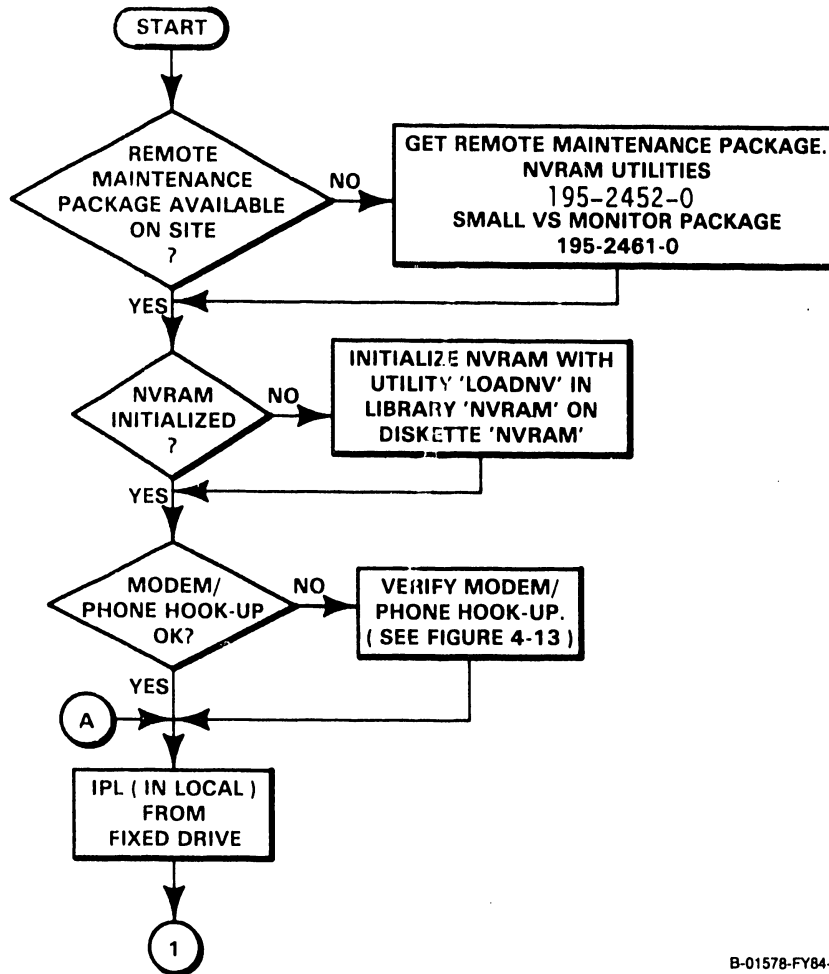 START
REMOTE
MAINTENANCE
PACKAGE AVAILABLE
ON SITE
?
NO
GET REMOTE MAINTENANCE PACKAGE.
NVRAM UTILITIES
195-2452-0
SMALL VS MONITOR PACKAGE
195-2461-0
YES
NVRAM
INITIALIZED
?
NO
INITIALIZE NVRAM WITH
UTILITY 'LOADNV' IN
LIBRARY 'NVRAM' ON
DISKETTE 'NVRAM'
YES
MODEM/
PHONE HOOK-UP
OK?
NO
VERIFY MODEM/
PHONE HOOK-UP.
( SEE FIGURE 4-13 )
YES
A
IPL ( IN LOCAL )
FROM
FIXED DRIVE
1
B-01578-FY84-